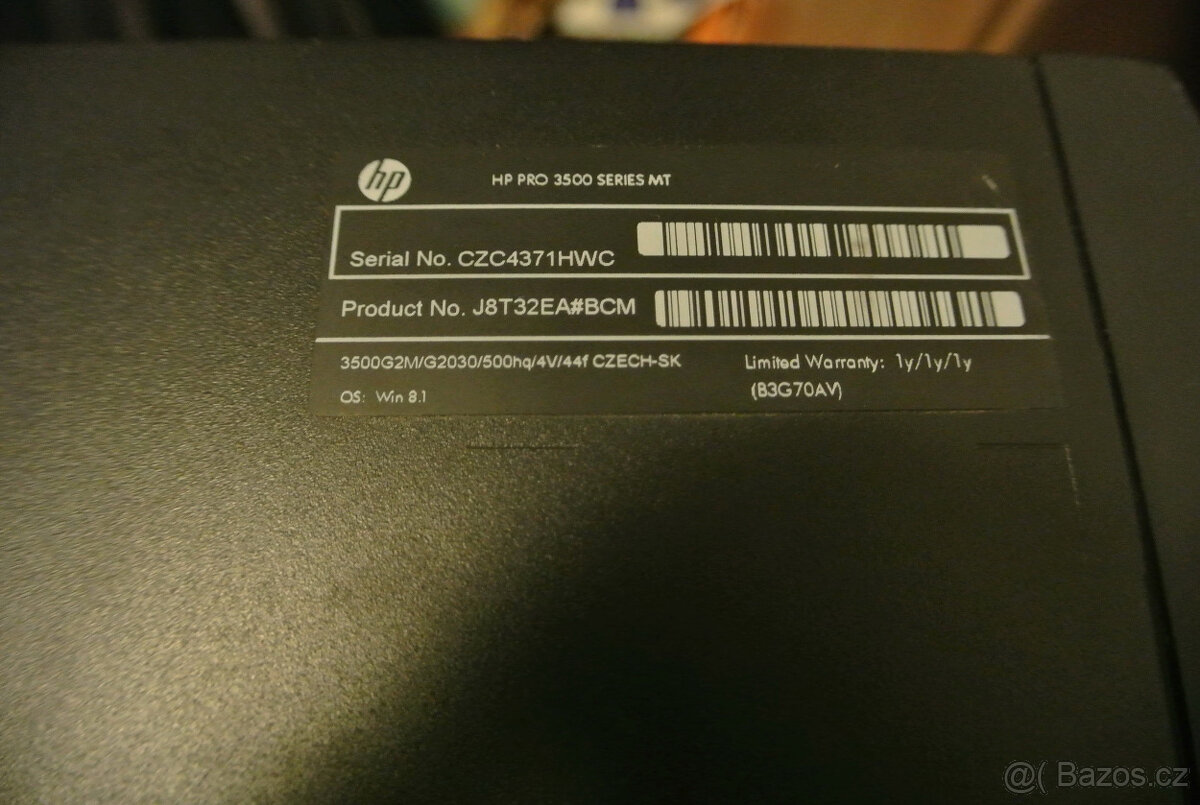 hp
HP PRO 3500 SERIES MT
Serial No. CZC4371HWC
Product No. J8T32EA#BCM
3500G2M/G2030/500hq/4V/44f CZECH-SK
Limited Warranty: 1y/1y/1y
(B3G70AV)
OS: Win 8.1
@( Bazos.cz